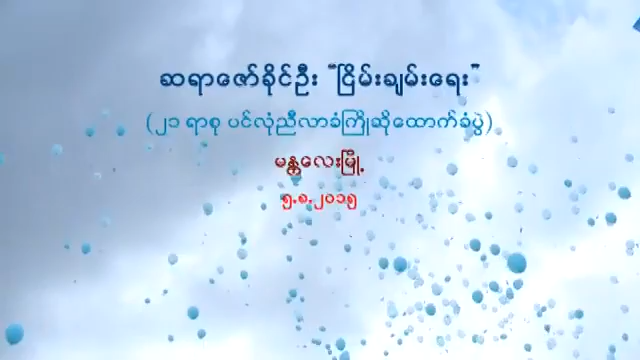 ဆရာဇော်ခိုင်ဦး "ငြိမ်းချမ်းရေး"
(၂၁ ရာစု ပင်လုံညီလာခံကြိုဆိုထောက်ခံပွဲ)
မန္တလေးမြို့
၅.၈.၂၀၁၅